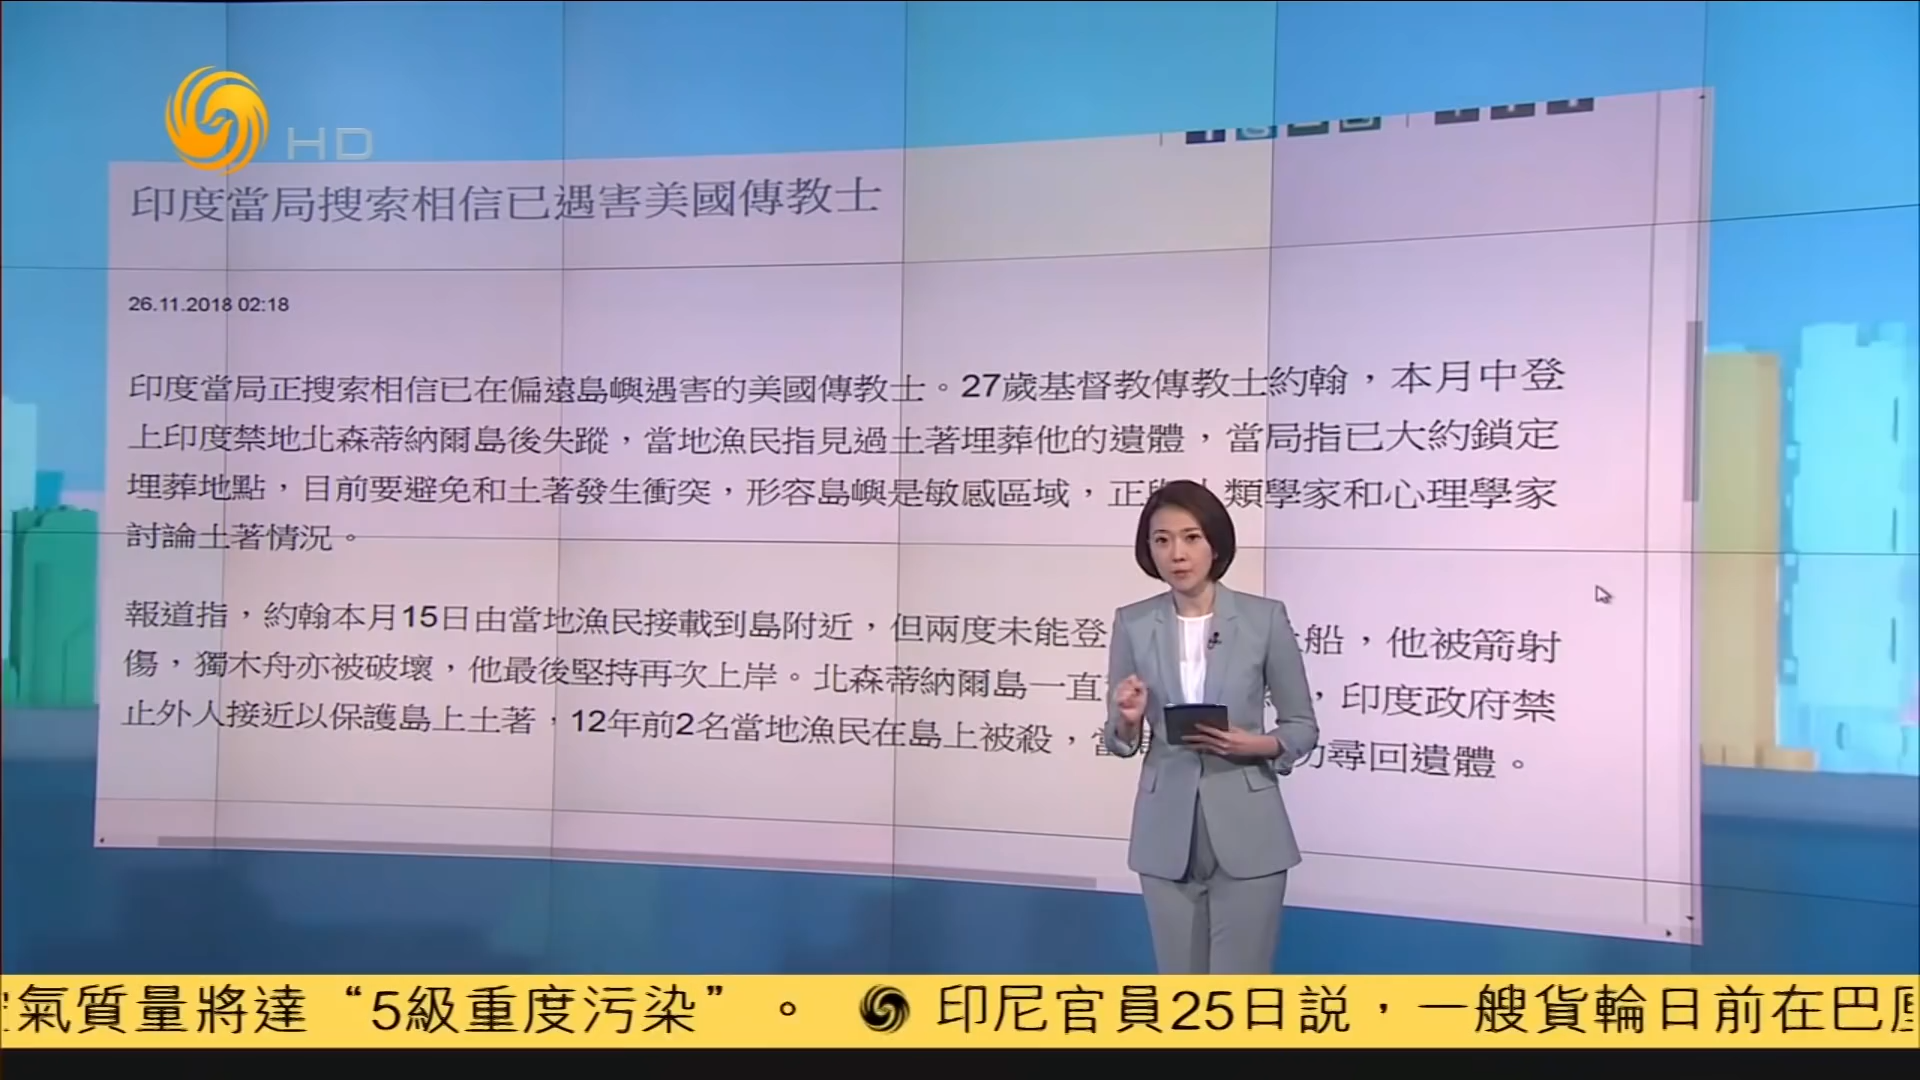 HD
印度當局搜索相信已遇害美國傳教士
26.11.2018 02:18
印度當局正搜索相信已在偏遠島嶼遇害的美國傳教士。27歲基督教傳教士約翰，本月中登
上印度禁地北森蒂納爾島後失蹤，當地漁民指見過土著埋葬他的遺體，當局指已大約鎖定
埋葬地點，目前要避免和土著發生衝突，形容島嶼是敏感區域，正 類學家和心理學家
討論土著情況。
報道指，約翰本月15日由當地漁民接載到島附近，但兩度未能登 船，他被箭射
傷，獨木舟亦被破壞，他最後堅持再次上岸。北森蒂納爾島一直 ，印度政府禁
止外人接近以保護島上土著，12年前2名當地漁民在島上被殺， 尋回遺體。
氣質量將達“5級重度污染”。 印尼官員25日説，一艘貨輪日前在巴